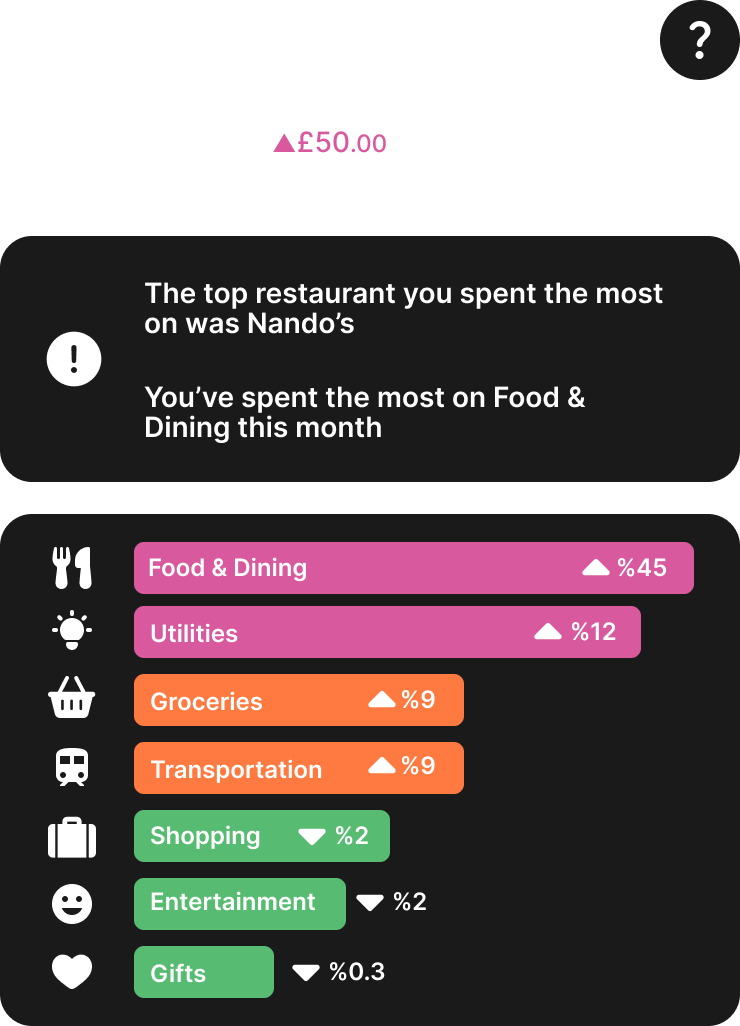 ?
▲£50.00
The top restaurant you spent the most
on was Nando’s
!
You’ve spent the most on Food &
Dining this month
Food & Dining ▲ %45
Utilities ▲ %12
Groceries ▲ %9
Transportation ▲ %9
Shopping ▼ %2
Entertainment ▼ %2
Gifts ▼ %0.3